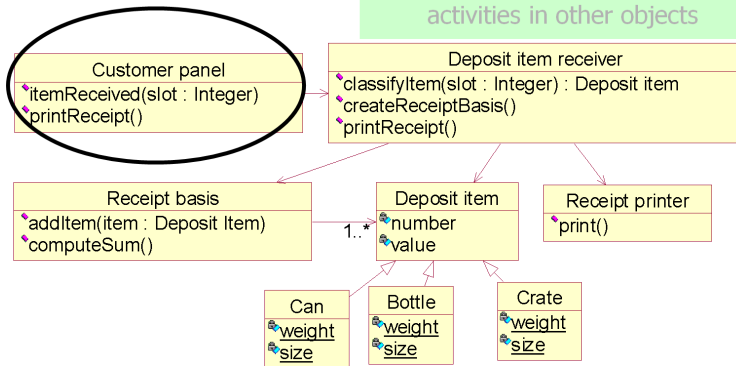 activities in other objects
Customer panel
itemReceived(slot : Integer)
printReceipt()
Deposit item receiver
classifyItem(slot : Integer) : Deposit item
createReceiptBasis()
printReceipt()
Receipt basis
addItem(item : Deposit Item)
computeSum()
1..*
Deposit item
number
value
Receipt printer
print()
Can
weight
size
Bottle
weight
size
Crate
weight
size